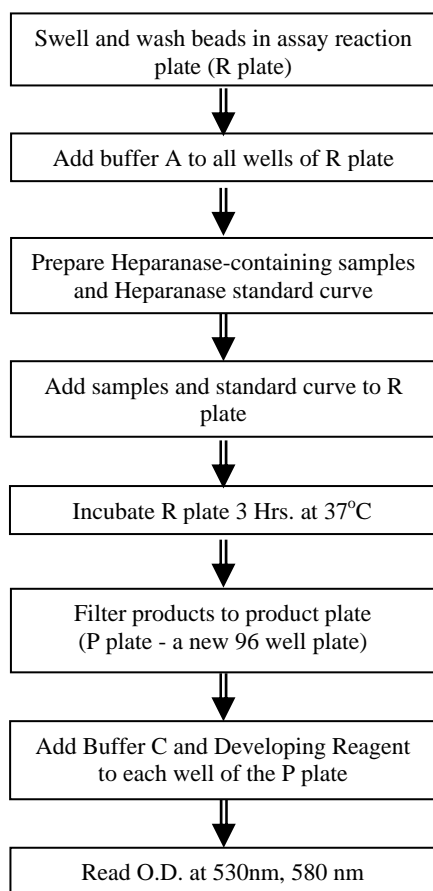 Swell and wash beads in assay reaction
plate (R plate)
Add buffer A to all wells of R plate
Prepare Heparanase-containing samples
and Heparanase standard curve
Add samples and standard curve to R
plate
Incubate R plate 3 Hrs. at 37°C
Filter products to product plate
(P plate - a new 96 well plate)
Add Buffer C and Developing Reagent
to each well of the P plate
Read O.D. at 530nm, 580 nm